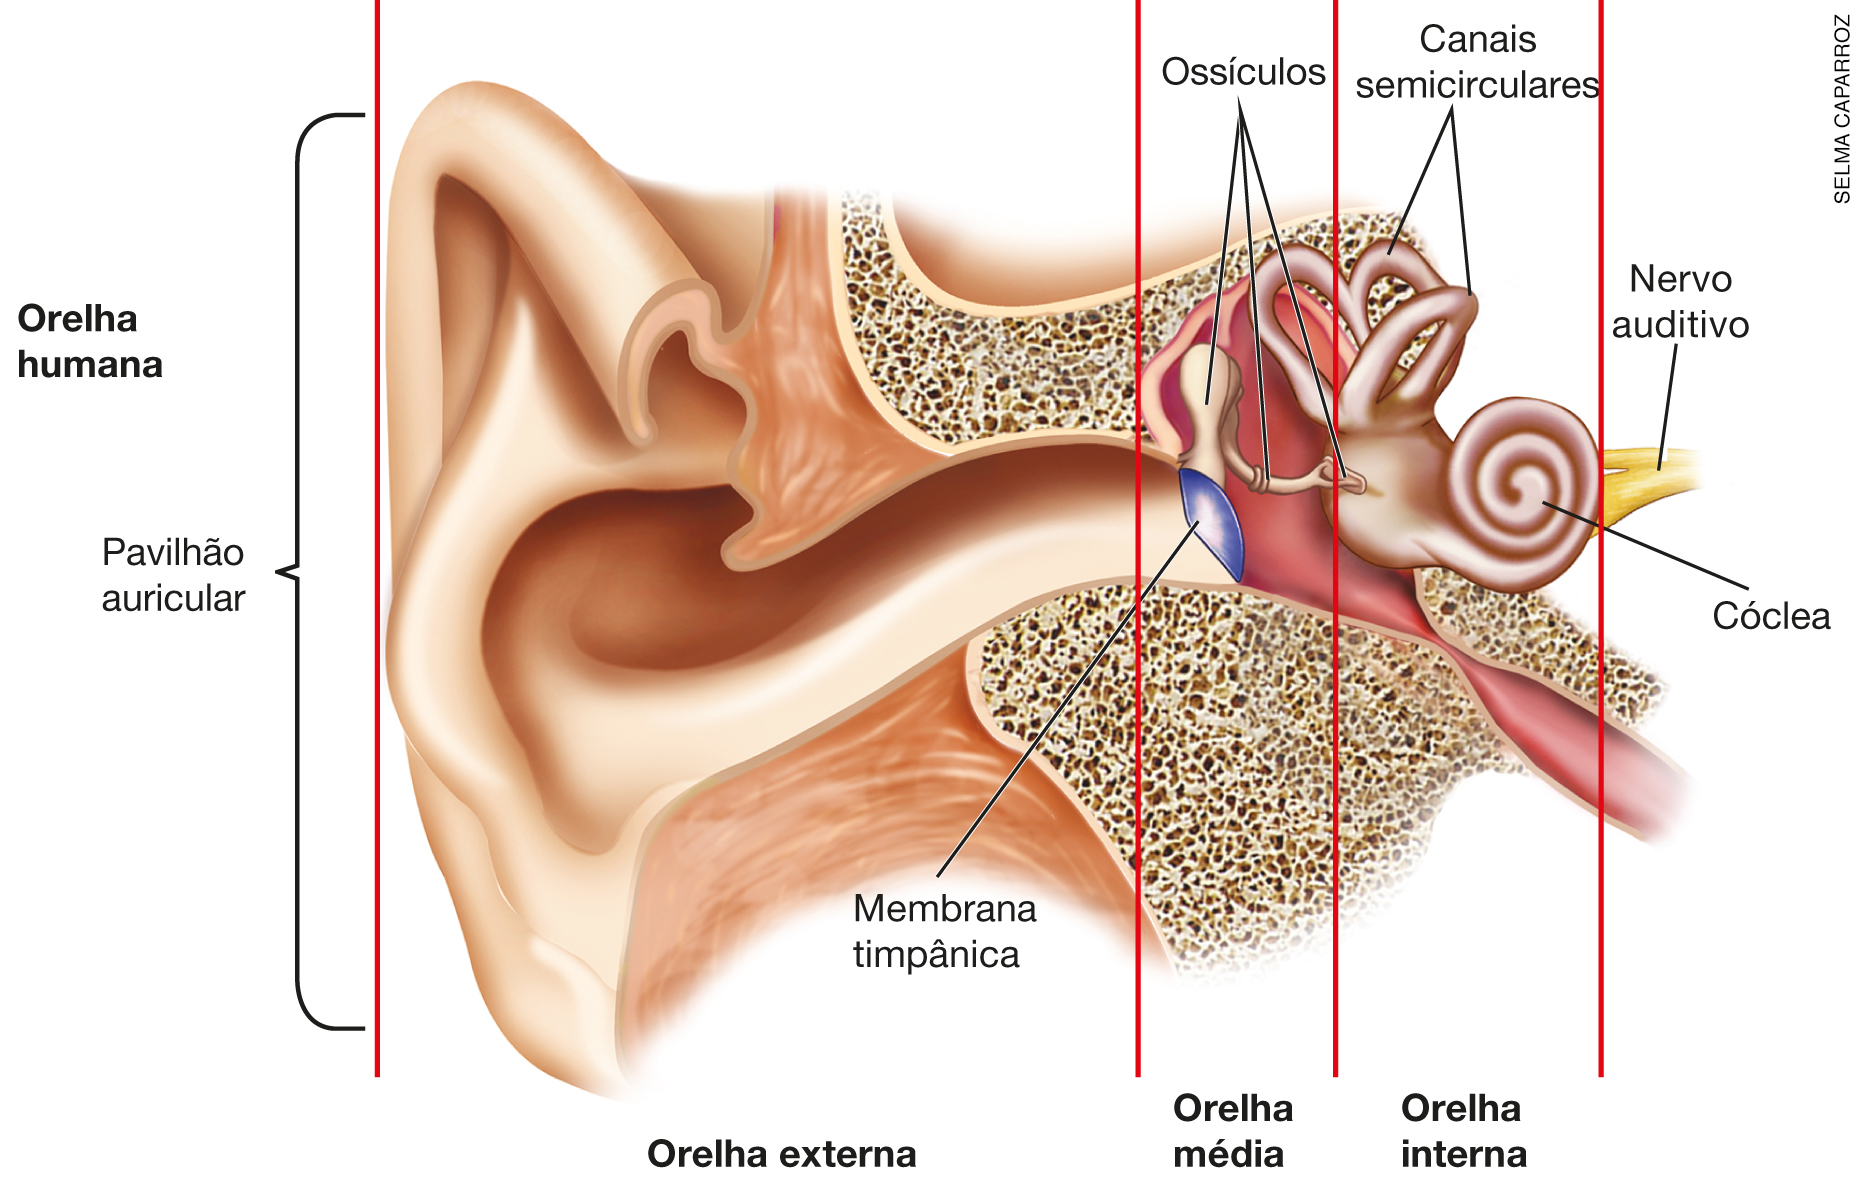 Ossículos
Canais
semicirculares
SELMA CAPARROZ
Orelha
humana
Nervo
auditivo
Pavilhão
auricular
Cóclea
Membrana
timpânica
Orelha externa
Orelha
média
Orelha
interna